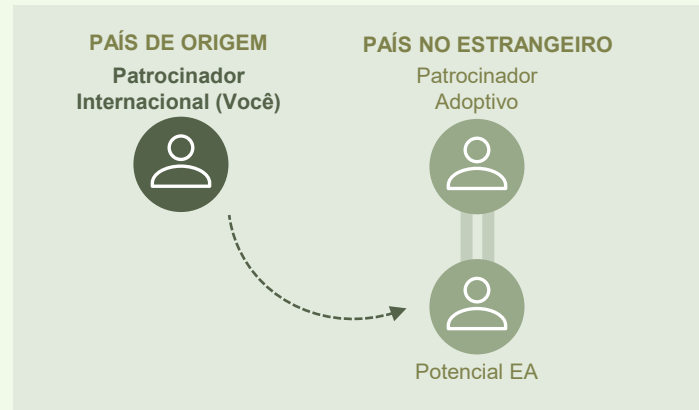 PAÍS DE ORIGEM
Patrocinador
Internacional (Você)
PAÍS NO ESTRANGEIRO
Patrocinador
Adoptivo
Potencial EA